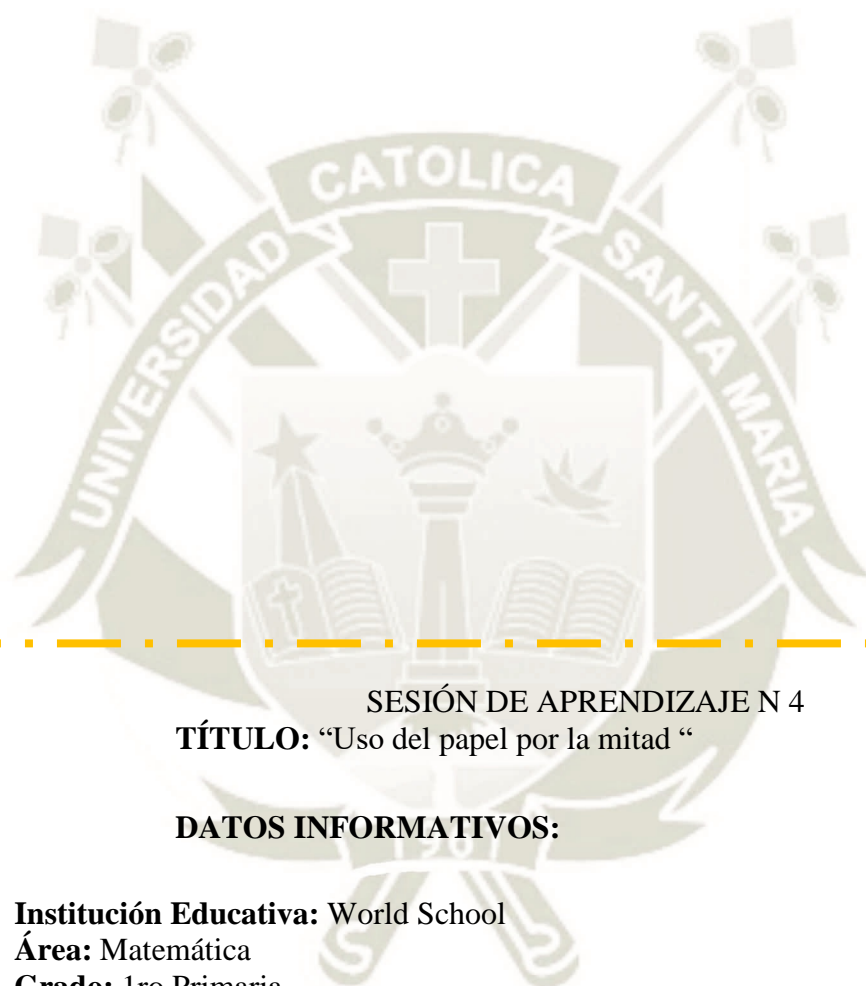 CATOLICA
UNIVERSIDAD
SANTA MARIA
SESIÓN DE APRENDIZAJE N 4
TÍTULO: “Uso del papel por la mitad “
DATOS INFORMATIVOS:
1961
Institución Educativa: World School
Área: Matemática
Grado: 1ro Primaria